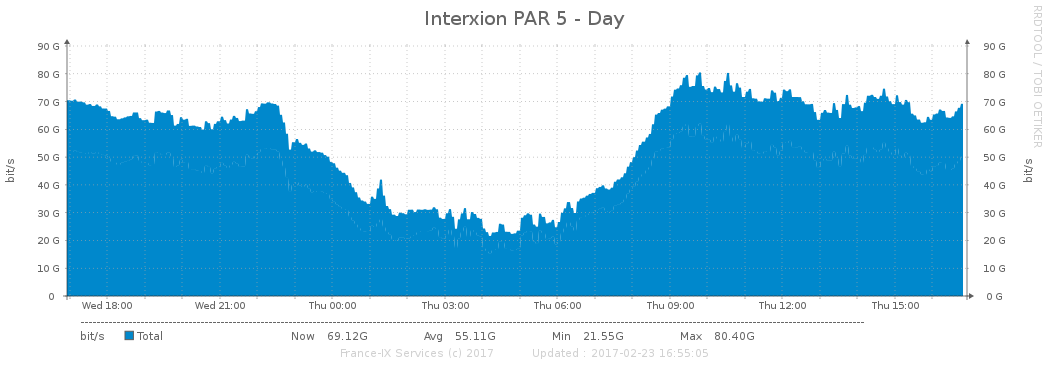 Interxion PAR 5 - Day
RRDTOOL / TOBI OETIKER
90 G 90 G
80 G 80 G
70 G 70 G
60 G 60 G
50 G 50 G
40 G 40 G
30 G 30 G
20 G 20 G
10 G 10 G
0 0 G
bit/s bit/s
Wed 18:00 Wed 21:00 Thu 00:00 Thu 03:00 Thu 06:00 Thu 09:00 Thu 12:00 Thu 15:00
bit/s Total Now 69.12G Avg 55.11G Min 21.55G Max 80.40G
France-IX Services (c) 2017 Updated : 2017-02-23 16:55:05